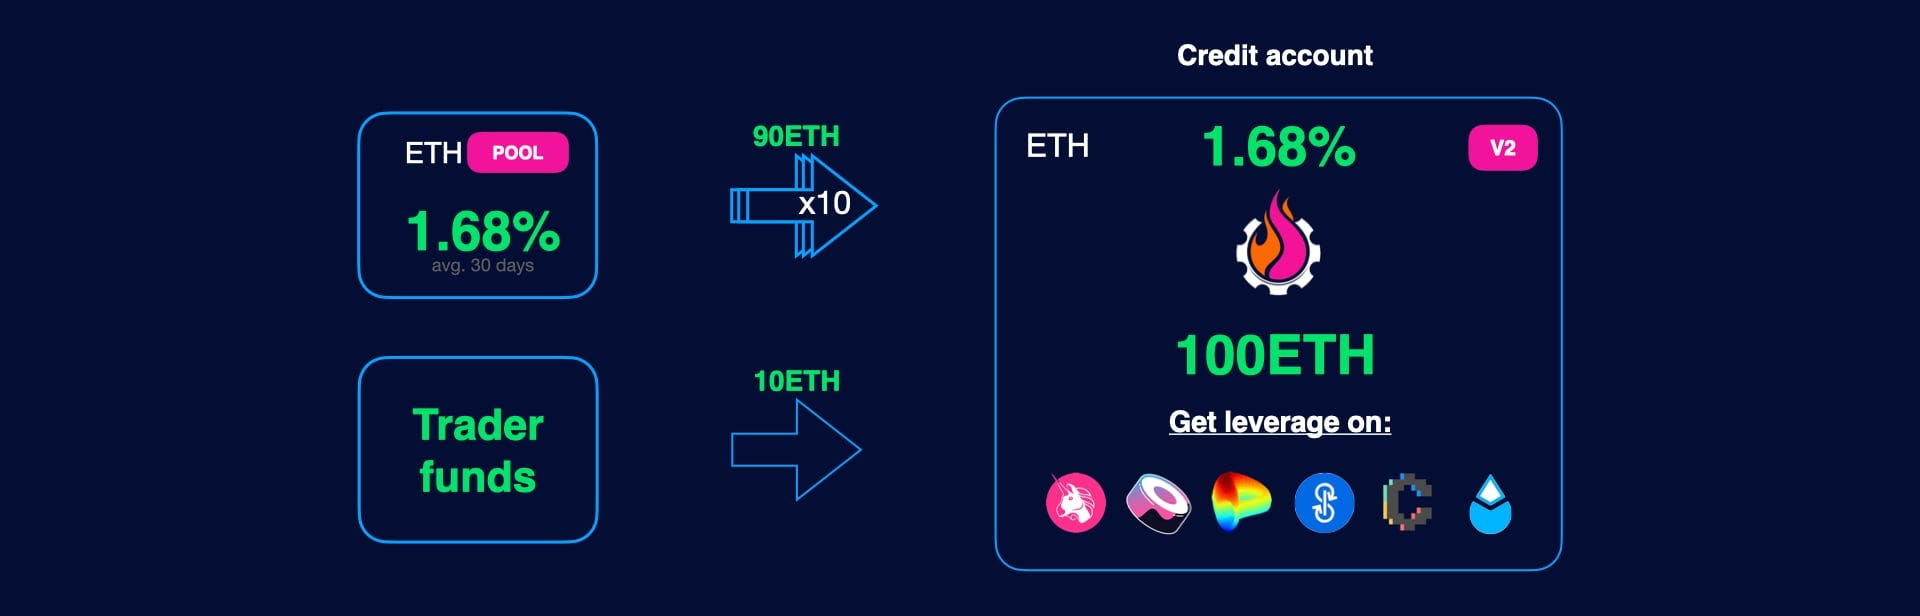 Credit account
ETH POOL
1.68%
avg. 30 days
90ETH
x10
Trader
funds
10ETH
ETH 1.68% V2
100ETH
Get leverage on: